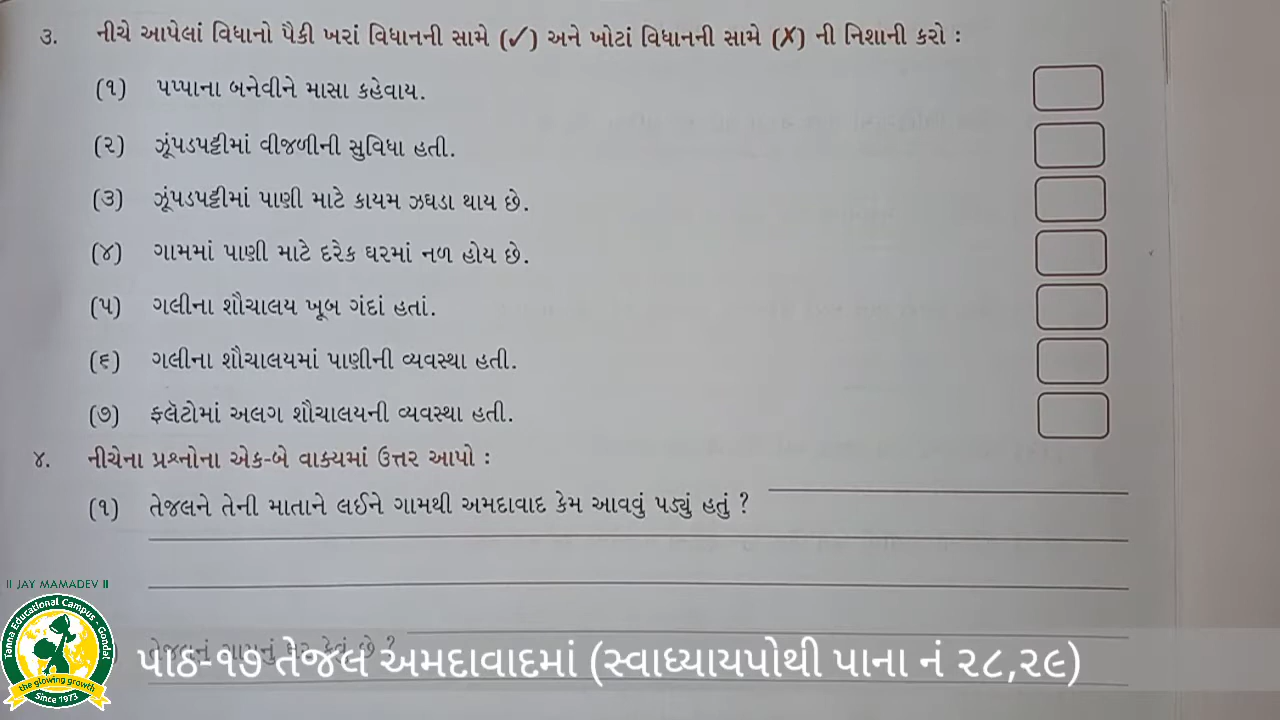 ૩. નીચે આપેલાં વિધાનો પૈકી ખરાં વિધાનની સામે (✓) અને ખોટાં વિધાનની સામે (✗) ની નિશાની કરો :
(૧) પપ્પાના બનેવીને માસા કહેવાય.
(૨) ઝૂંપડપટ્ટીમાં વીજળીની સુવિધા હતી.
(૩) ઝૂંપડપટ્ટીમાં પાણી માટે કાયમ ઝઘડા થાય છે.
(૪) ગામમાં પાણી માટે દરેક ઘરમાં નળ હોય છે.
(૫) ગલીના શૌચાલય ખૂબ ગંદાં હતાં.
(૬) ગલીના શૌચાલયમાં પાણીની વ્યવસ્થા હતી.
(૭) ફ્લૅટોમાં અલગ શૌચાલયની વ્યવસ્થા હતી.
૪. નીચેના પ્રશ્નોના એક-બે વાક્યમાં ઉત્તર આપો :
(૧) તેજલને તેની માતાને લઈને ગામથી અમદાવાદ કેમ આવવું પડ્યું હતું ?
|| JAY MAMADEV ||
Tanna Educational Campus - Gondal
the glowing growth
Since 1973
પાઠ-૧૭ તેજલ અમદાવાદમાં (સ્વાધ્યાયપોથી પાના નં ૨૮,૨૯)